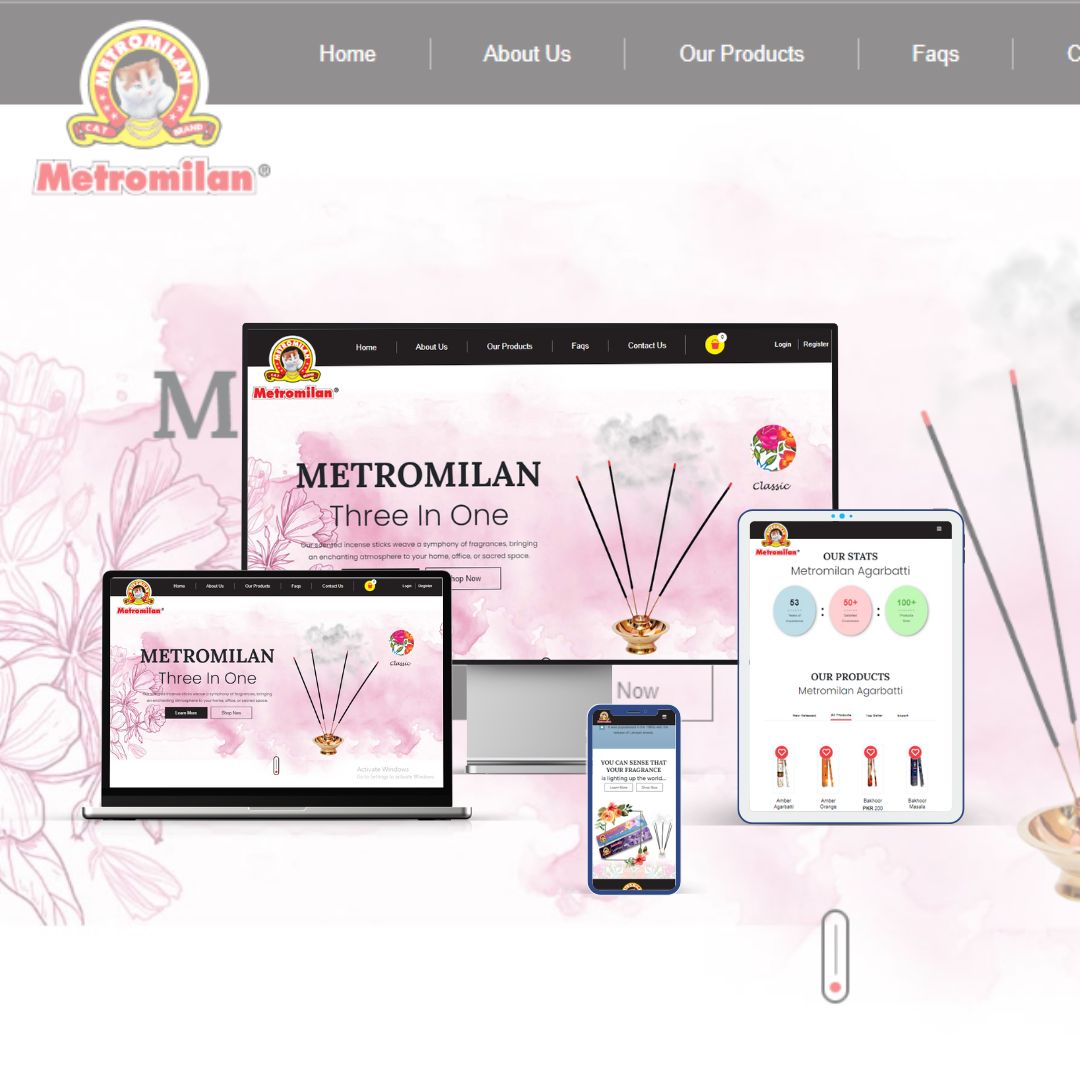 METROMILAN
CAT BRAND
Metromilan®
Home
About Us
Our Products
Faqs
C
M
Now
METROMILAN
Metromilan®
Home
About Us
Our Products
Faqs
Contact Us
0
Login
Register
METROMILAN
Three In One
Our scented incense sticks weave a symphony of fragrances, bringing
an enchanting atmosphere to your home, office, or sacred space.
hop Now
Classic
Metromilan®
Home
About Us
Our Products
Faqs
Contact Us
Login
Register
METROMILAN
Three In One
Our scented incense sticks weave a symphony of fragrances, bringing
an enchanting atmosphere to your home, office, or sacred space.
Learn More
Shop Now
Classic
Activate Windows
Go to Settings to activate Windows.
YOU CAN SENSE THAT
YOUR FRAGRANCE
is lighting up the world...
Learn More
Shop Now
Metromilan®
OUR STATS
Metromilan Agarbatti
53
:
50+
:
100+
OUR PRODUCTS
Metromilan Agarbatti
New Released
All Products
Top Seller
Amber
Agarbatti
Amber
Orange
Bakhoor
PKR 200
Bakhoor
Masala